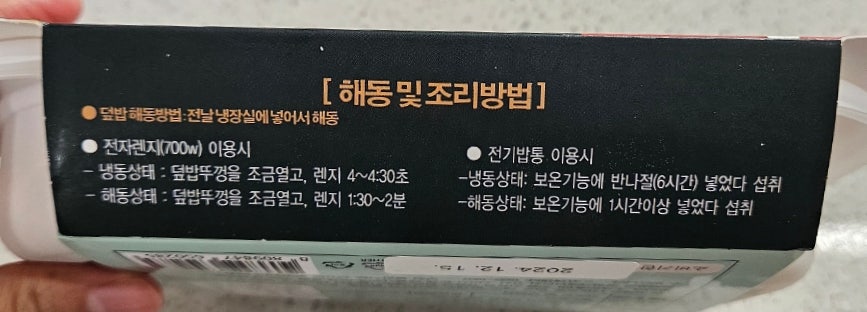 [ 해동 및 조리방법 ]
● 덮밥 해동방법 : 전날 냉장실에 넣어서 해동
● 전자렌지(700w) 이용시
- 냉동상태 : 덮밥뚜껑을 조금열고, 렌지 4~4:30초
- 해동상태 : 덮밥뚜껑을 조금열고, 렌지 1:30~2분
● 전기밥통 이용시
-냉동상태: 보온기능에 반나절(6시간) 넣었다 섭취
-해동상태: 보온기능에 1시간이상 넣었다 섭취
소비기한
2024. 12. 15.